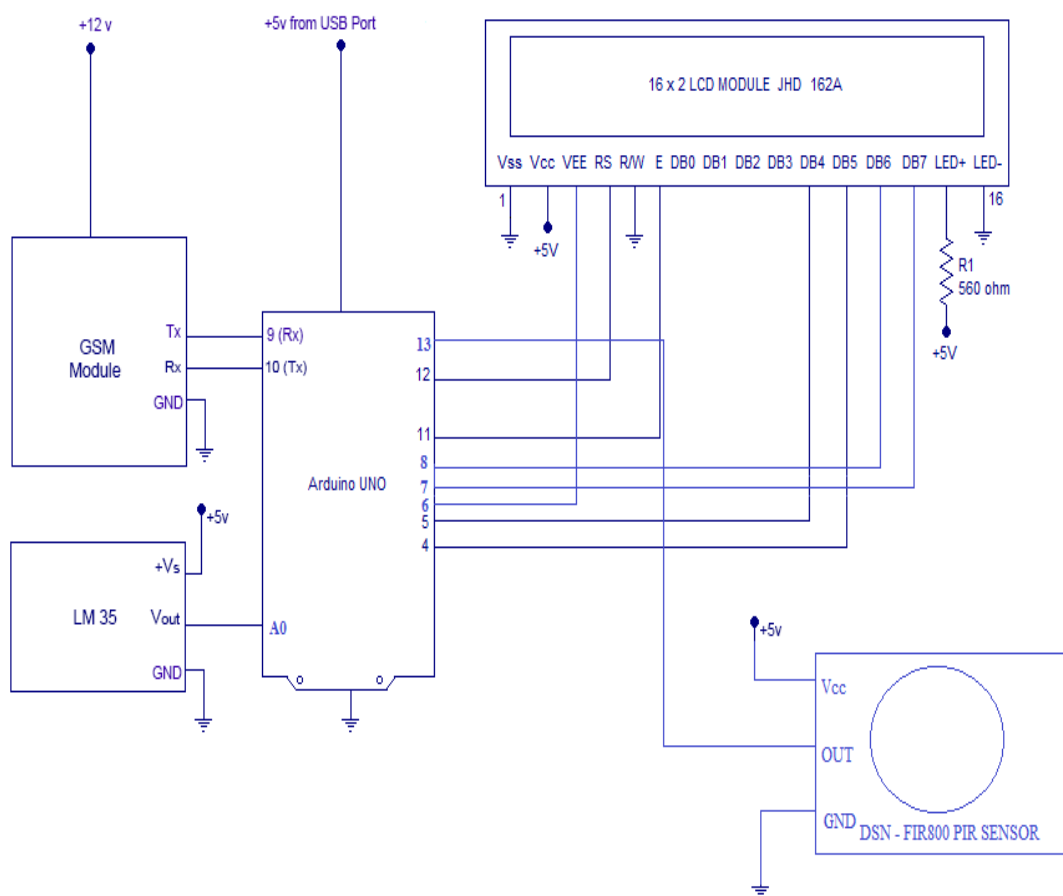 +12 v
+5v from USB Port
16 x 2 LCD MODULE JHD 162A
Vss Vcc VEE RS R/W E DB0 DB1 DB2 DB3 DB4 DB5 DB6 DB7 LED+ LED-
1
16
+5V
R1
560 ohm
+5V
GSM
Module
Tx
Rx
GND
9 (Rx)
10 (Tx)
Arduino UNO
13
12
11
8
7
6
5
4
A0
+5v
LM 35
+Vs
Vout
GND
+5v
Vcc
OUT
GND
DSN - FIR800 PIR SENSOR